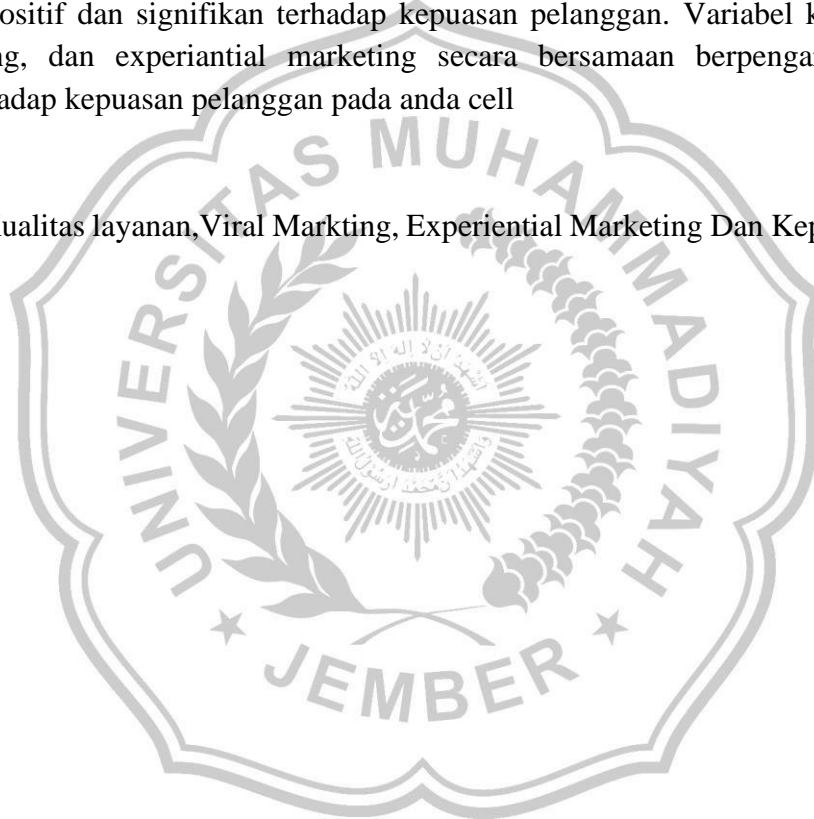 ositif dan signifikan terhadap kepuasan pelanggan. Variabel k
ng, dan experiantial marketing secara bersamaan berpengar
adap kepuasan pelanggan pada anda cell
ualitas layanan,Viral Markting, Experiential Marketing Dan Kep
UNIVERSITAS MUHAMMADIYAH
JEMBER